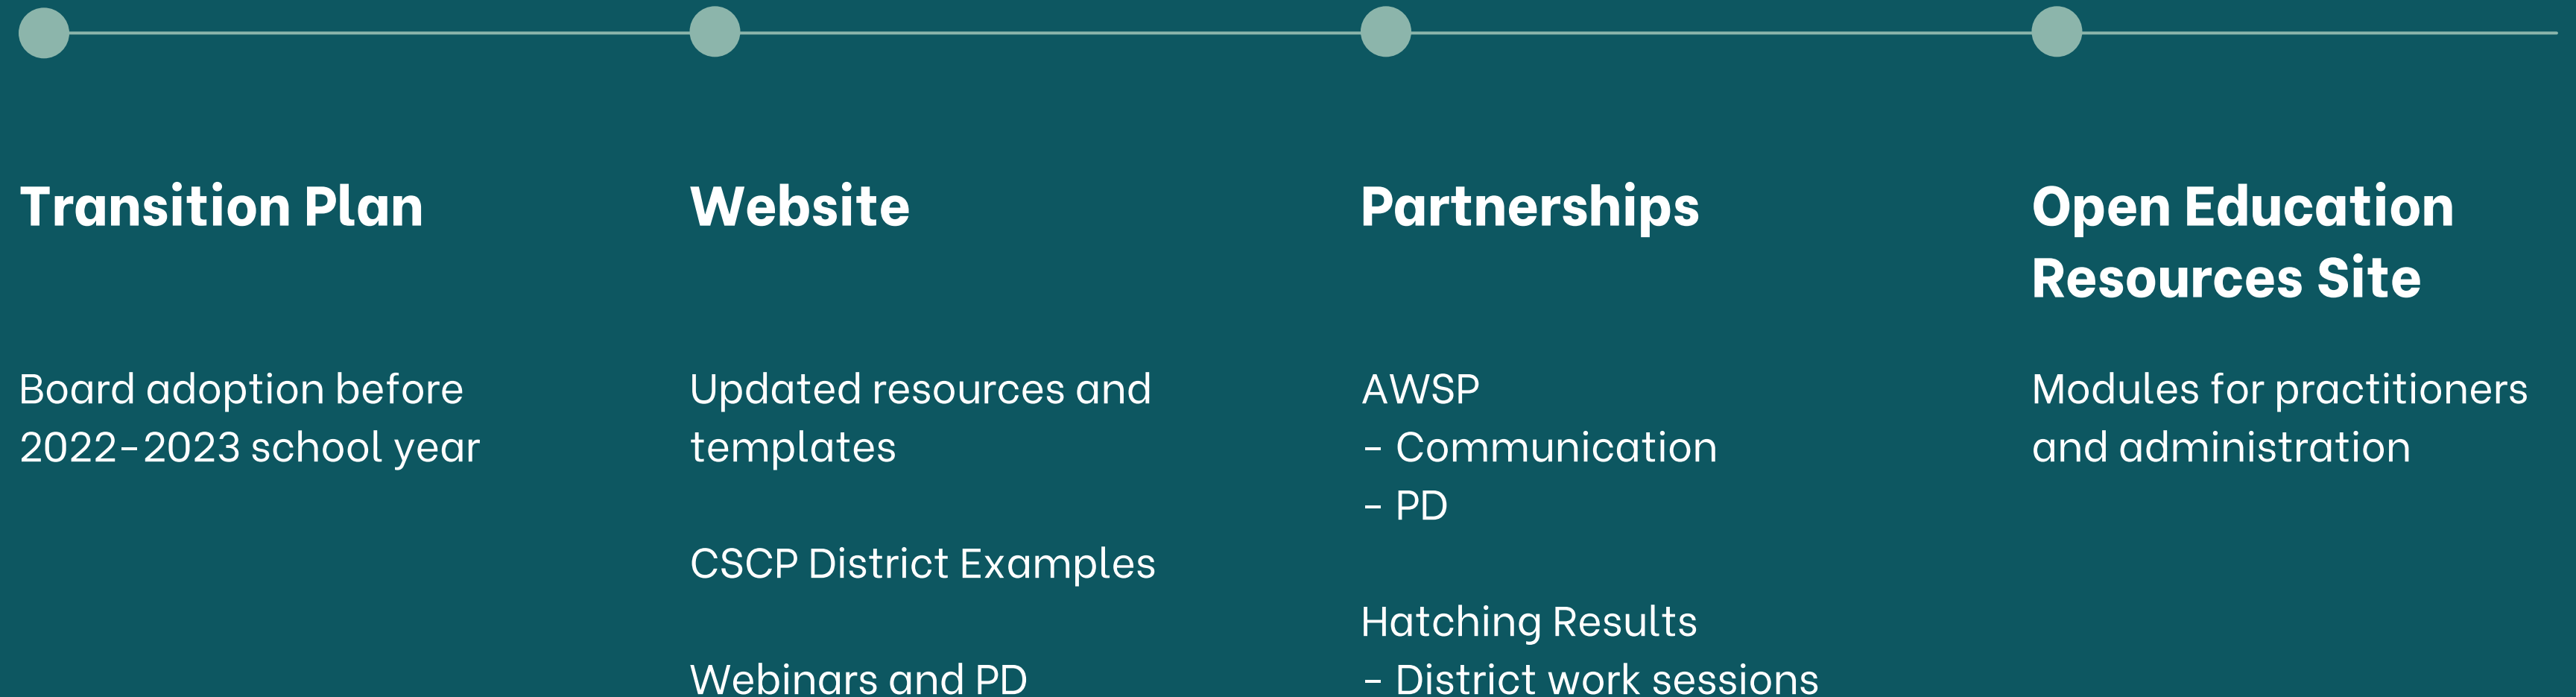 Transition Plan
Board adoption before
2022-2023 school year
Website
Updated resources and
templates
CSCP District Examples
Webinars and PD
Partnerships
AWSP
- Communication
- PD
Hatching Results
- District work sessions
Open Education
Resources Site
Modules for practitioners
and administration